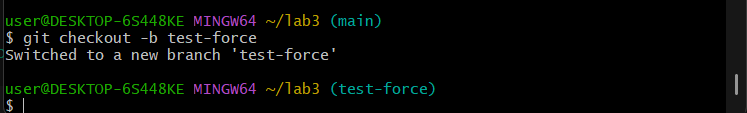 user@DESKTOP-6S448KE MINGW64 ~/lab3 (main)
$ git checkout -b test-force
Switched to a new branch 'test-force'
user@DESKTOP-6S448KE MINGW64 ~/lab3 (test-force)
$